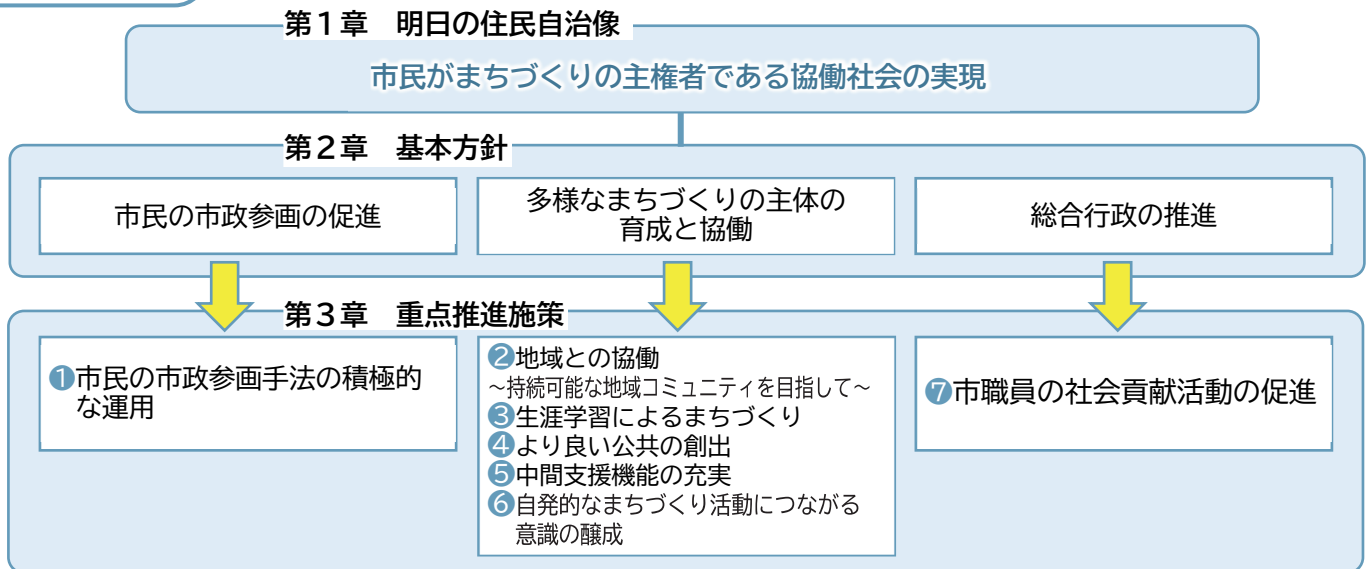 第1章 明日の住民自治像
市民がまちづくりの主権者である協働社会の実現
第2章 基本方針
市民の市政参画の促進
多様なまちづくりの主体の
育成と協働
総合行政の推進
第3章 重点推進施策
❶市民の市政参画手法の積極的
な運用
❷地域との協働
～持続可能な地域コミュニティを目指して～
❸生涯学習によるまちづくり
❹より良い公共の創出
❺中間支援機能の充実
❻自発的なまちづくり活動につながる
意識の醸成
❼市職員の社会貢献活動の促進